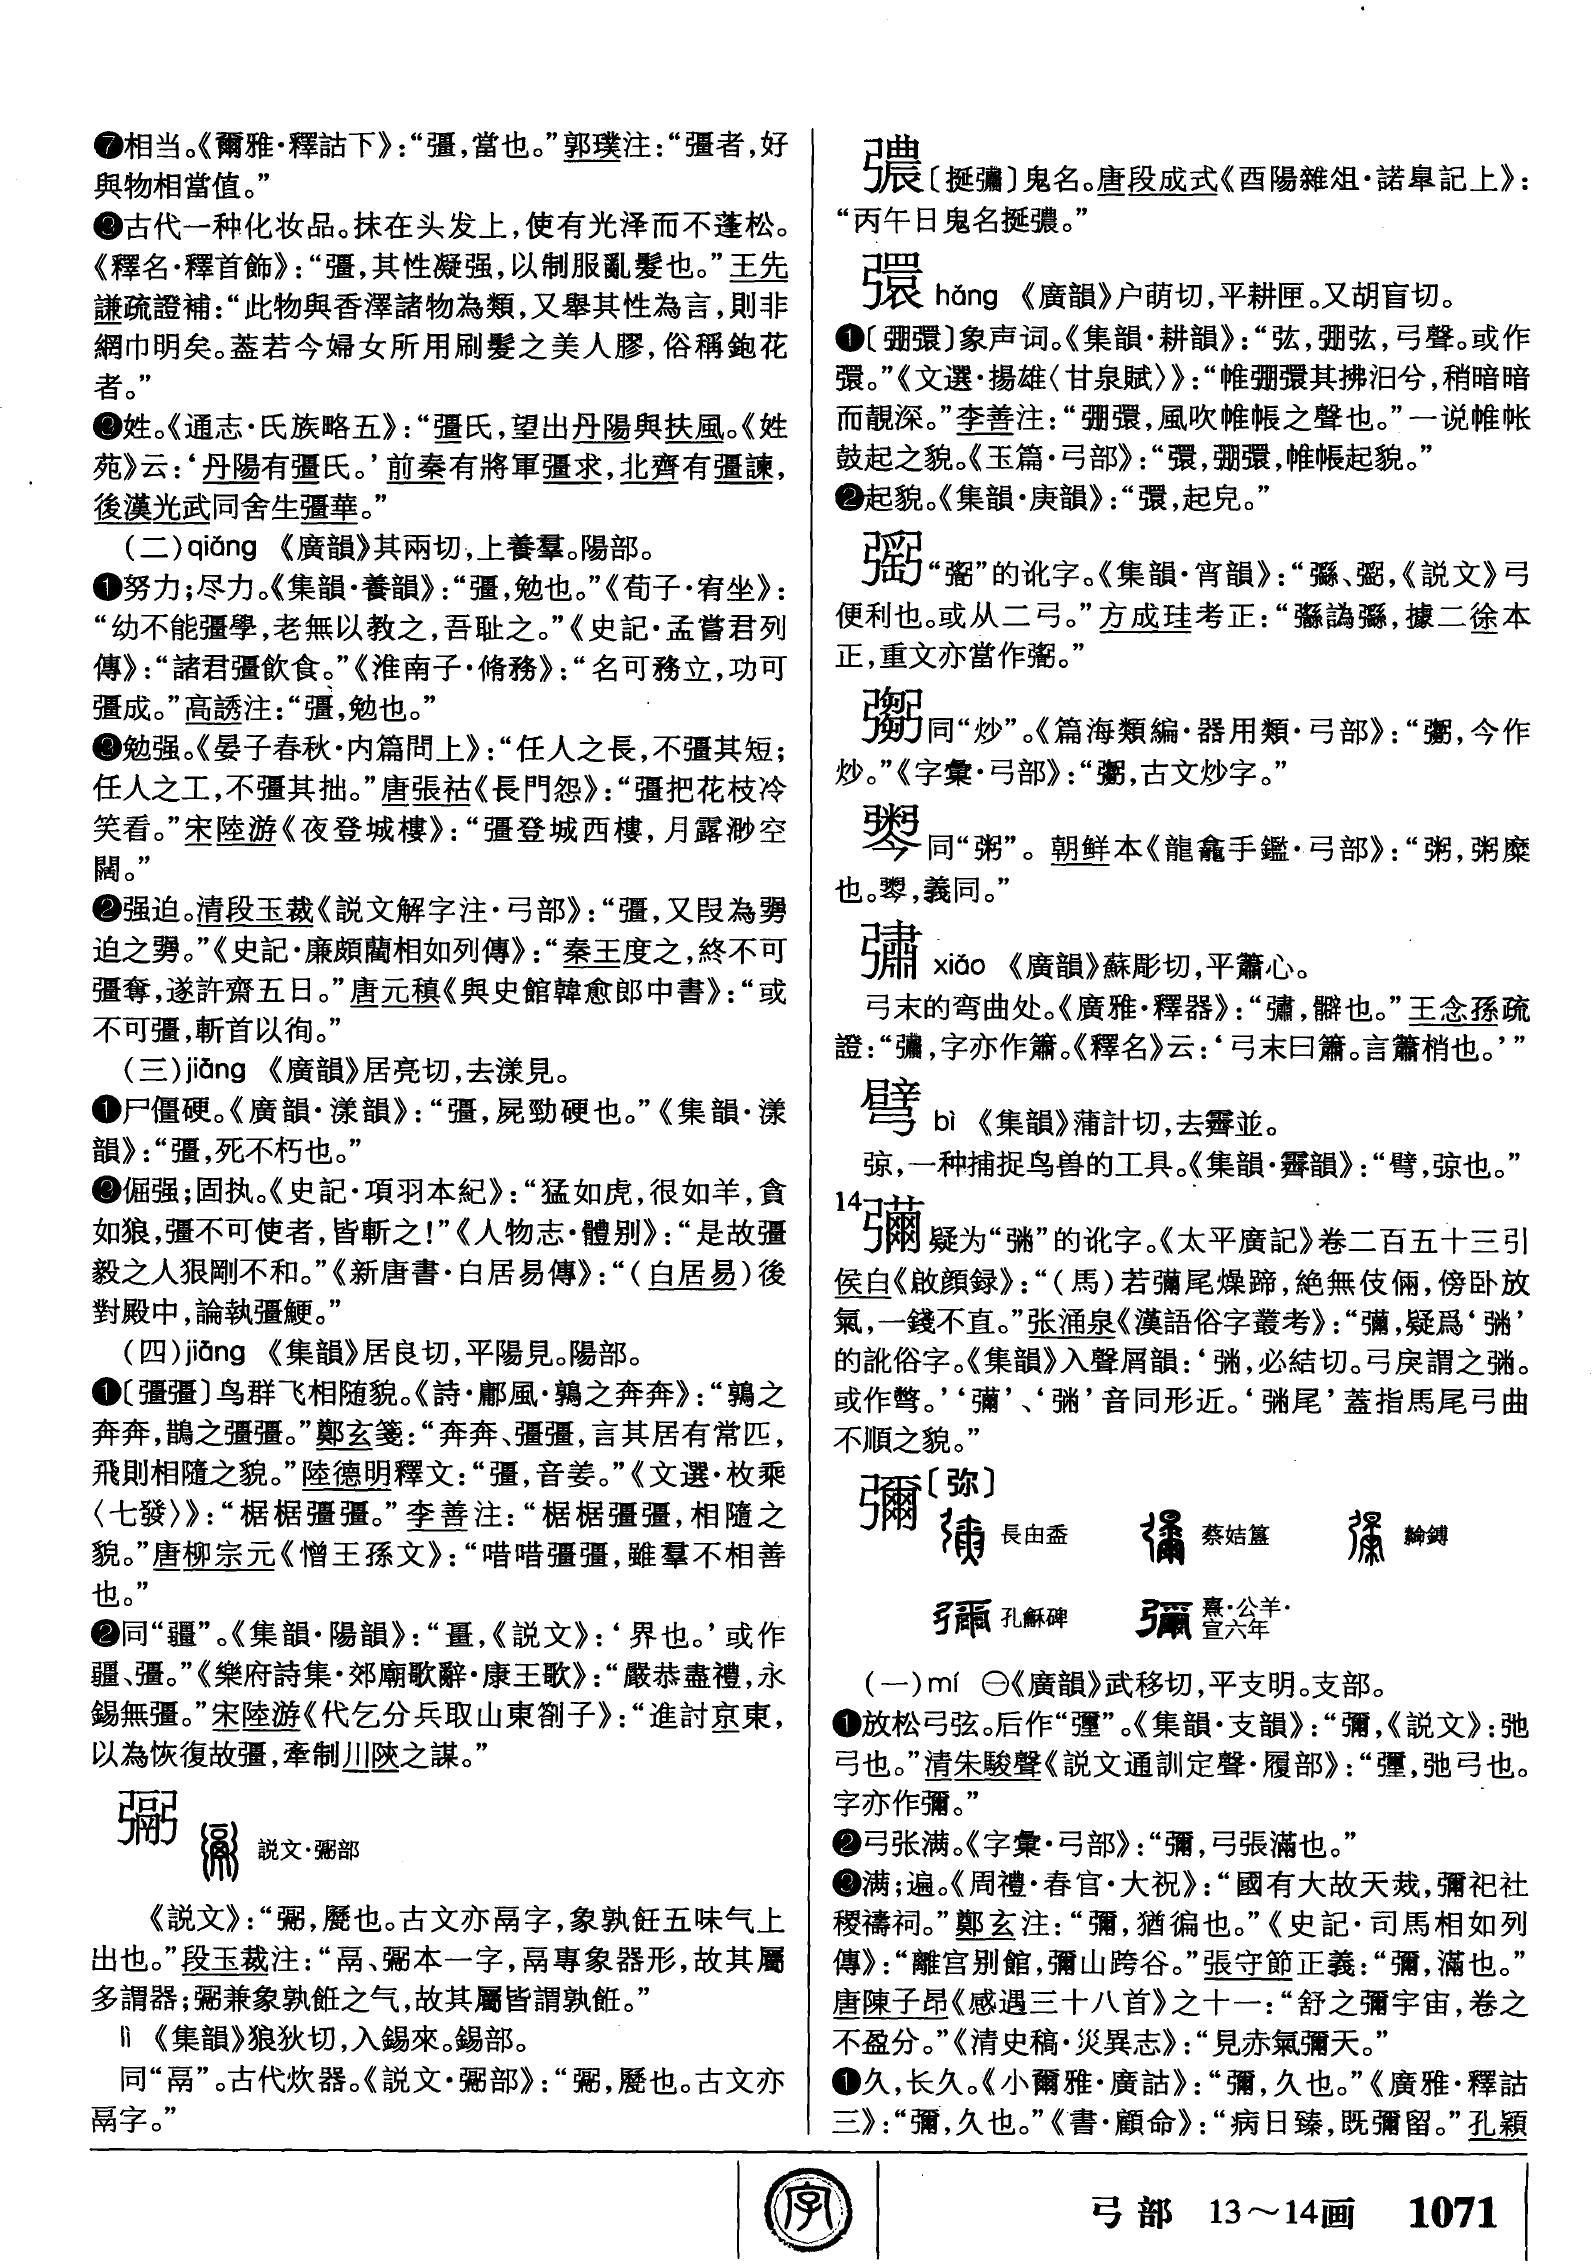 ❼相当。《爾雅·釋詁下》：“彊，當也。”郭璞注：“彊者，好
與物相當值。”
❽古代一种化妆品。抹在头发上，使有光泽而不蓬松。
《釋名·釋首飾》：“彊，其性凝强，以制服亂髮也。”王先
謙疏證補：“此物與香澤諸物為類，又舉其性為言，則非
網巾明矣。蓋若今婦女所用刷髮之美人膠，俗稱鉋花
者。”
❾姓。《通志·氏族略五》：“彊氏，望出丹陽與扶風。《姓
苑》云：‘丹陽有彊氏。’前秦有將軍彊求，北齊有彊諫，
後漢光武同舍生彊華。”
(二)qiǎng 《廣韻》其兩切，上養羣。陽部。
❶努力；尽力。《集韻·養韻》：“彊，勉也。”《荀子·宥坐》：
“幼不能彊學，老無以教之，吾耻之。”《史記·孟嘗君列
傳》：“諸君彊飲食。”《淮南子·脩務》：“名可務立，功可
彊成。”高誘注：“彊，勉也。”
❷勉强。《晏子春秋·内篇問上》：“任人之長，不彊其短；
任人之工，不彊其拙。”唐張祜《長門怨》：“彊把花枝冷
笑看。”宋陸游《夜登城樓》：“彊登城西樓，月露渺空
闊。”
❸强迫。清段玉裁《説文解字注·弓部》：“彊，又叚為勥
迫之勥。”《史記·廉頗藺相如列傳》：“秦王度之，終不可
彊奪，遂許齋五日。”唐元稹《與史館韓愈郎中書》：“或
不可彊，斬首以徇。”
(三)jiàng 《廣韻》居亮切，去漾見。
❶尸僵硬。《廣韻·漾韻》：“彊，屍勁硬也。”《集韻·漾
韻》：“彊，死不朽也。”
❷倔强；固执。《史記·項羽本紀》：“猛如虎，很如羊，貪
如狼，彊不可使者，皆斬之！”《人物志·體别》：“是故彊
毅之人狠剛不和。”《新唐書·白居易傳》：“(白居易)後
對殿中，論執彊鯁。”
(四)jiāng 《集韻》居良切，平陽見。陽部。
❶〔彊彊〕鸟群飞相随貌。《詩·鄘風·鶉之奔奔》：“鶉之
奔奔，鵲之彊彊。”鄭玄箋：“奔奔、彊彊，言其居有常匹，
飛則相隨之貌。”陸德明釋文：“彊，音姜。”《文選·枚乘
〈七發〉》：“椐椐彊彊。”李善注：“椐椐彊彊，相隨之
貌。”唐柳宗元《憎王孫文》：“唶唶彊彊，雖羣不相善
也。”
❷同“疆”。《集韻·陽韻》：“畺，《説文》：‘界也。’或作
疆、彊。”《樂府詩集·郊廟歌辭·康王歌》：“嚴恭盡禮，永
錫無彊。”宋陸游《代乞分兵取山東劄子》：“進討京東，
以為恢復故彊，牽制川陝之謀。”
䰜 説文·䰜部
《説文》：“䰜，㽁也。古文亦鬲字，象孰飪五味气上
出也。”段玉裁注：“鬲、䰜本一字，鬲專象器形，故其屬
多謂器；䰜兼象孰飪之气，故其屬皆謂孰飪。”
lì 《集韻》狼狄切，入錫來。錫部。
同“鬲”。古代炊器。《説文·䰜部》：“䰜，㽁也。古文亦
鬲字。”
〔挻彋〕鬼名。唐段成式《酉陽雜俎·諾皋記上》：
“丙午日鬼名挻。”
彋 hóng 《廣韻》户萌切，平耕匣。又胡盲切。
❶〔弸彋〕象声词。《集韻·耕韻》：“弦，弸弦，弓聲。或作
彋。”《文選·揚雄〈甘泉賦〉》：“帷弸彋其拂汨兮，稍暗暗
而靚深。”李善注：“弸彋，風吹帷帳之聲也。”一说帷帐
鼓起之貌。《玉篇·弓部》：“彋，弸彋，帷帳起貌。”
❷起貌。《集韻·庚韻》：“彋，起皃。”
的讹字。《集韻·宵韻》：《説文》弓
便利也。或从二弓。”方成珪考正：據二徐本
正，重文亦當作
同“炒”。《篇海類編·器用類·弓部》：今作
炒。”《字彙·弓部》：古文炒字。”
同“粥”。朝鲜本《龍龕手鑑·弓部》：“粥，粥糜
也。義同。”
彇 xiāo 《廣韻》蘇彫切，平蕭心。
弓末的弯曲处。《廣雅·釋器》：“彇，㢐也。”王念孫疏
證：“彇，字亦作簫。《釋名》云：‘弓末曰簫。言簫梢也。’”
bì 《集韻》蒲計切，去霽並。
弶，一种捕捉鸟兽的工具。《集韻·霽韻》：弶也。”
14
疑为的讹字。《太平廣記》卷二百五十三引
侯白《啟顔録》：“(馬)若尾燥蹄，絶無伎倆，傍卧放
氣，一錢不直。”张涌泉《漢語俗字叢考》：疑爲
的訛俗字。《集韻》入聲屑韻：必結切。弓戾謂之
或作彆。’音同形近。尾’蓋指馬尾弓曲
不順之貌。”
彌〔弥〕
長由盉 蔡姞簋 𦅫鎛
孔龢碑 熹·公羊·宣六年
(一)mí ㊀《廣韻》武移切，平支明。支部。
❶放松弓弦。后作“瓕”。《集韻·支韻》：“彌，《説文》：弛
弓也。”清朱駿聲《説文通訓定聲·履部》：“瓕，弛弓也。
字亦作彌。”
❷弓张满。《字彙·弓部》：“彌，弓張滿也。”
❸满；遍。《周禮·春官·大祝》：“國有大故天烖，彌祀社
稷禱祠。”鄭玄注：“彌，猶徧也。”《史記·司馬相如列
傳》：“離宫别館，彌山跨谷。”張守節正義：“彌，滿也。”
唐陳子昂《感遇三十八首》之十一：“舒之彌宇宙，卷之
不盈分。”《清史稿·災異志》：“見赤氣彌天。”
❹久，长久。《小爾雅·廣詁》：“彌，久也。”《廣雅·釋詁
三》：“彌，久也。”《書·顧命》：“病日臻，既彌留。”孔穎
字
弓部 13～14画 1071